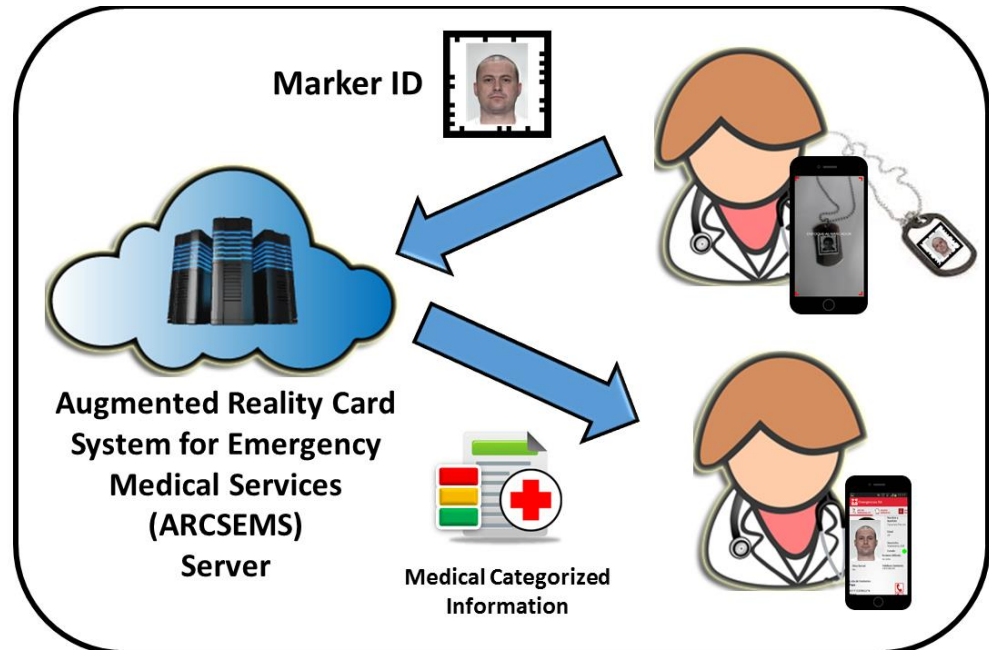 Marker ID
Augmented Reality Card
System for Emergency
Medical Services
(ARCSEMS)
Server
Medical Categorized
Information